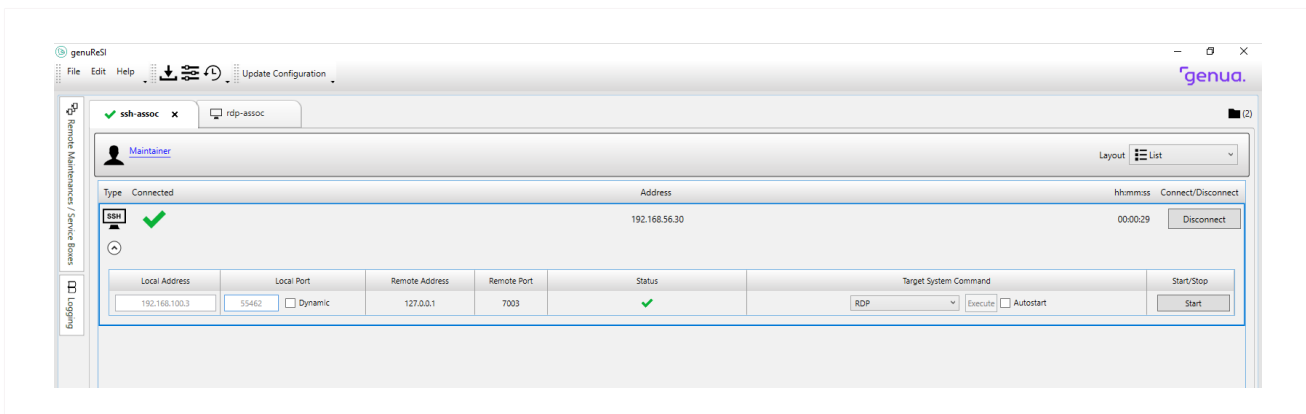 genuReSI
File Edit Help Update Configuration
genua.
ssh-assoc x rdp-assoc (2)
Remote Maintenances / Service Boxes
Logging
Maintainer Layout List
Type Connected Address hh:mm:ss Connect/Disconnect
SSH 192.168.56.30 00:00:29 Disconnect
Local Address Local Port Remote Address Remote Port Status Target System Command Start/Stop
192.168.100.3 55462 Dynamic 127.0.0.1 7003 RDP Execute Autostart Start